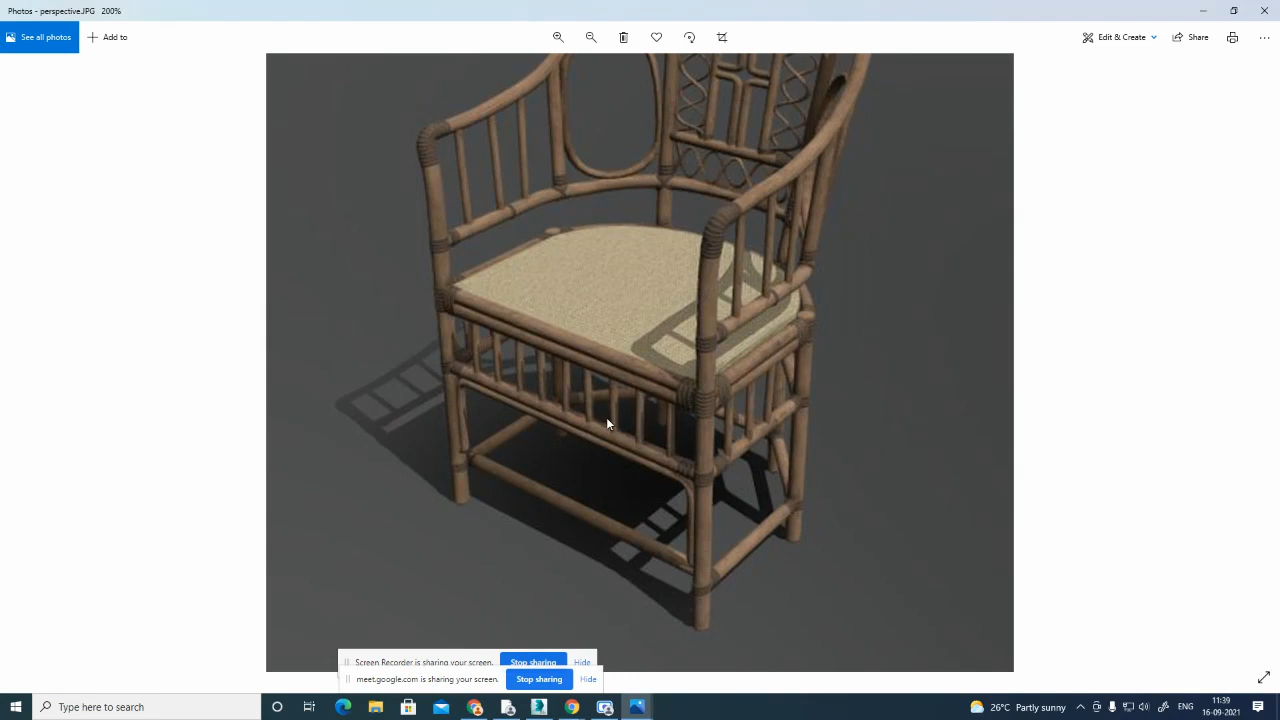 Photos - perspective.JPG 200%
See all photos
Add to
Edit & Create
Share
Screen Recorder is sharing your screen.
Stop sharing
Hide
meet.google.com is sharing your screen.
Stop sharing
Hide
Type here to search
26°C Partly sunny
ENG
11:39
16-09-2021